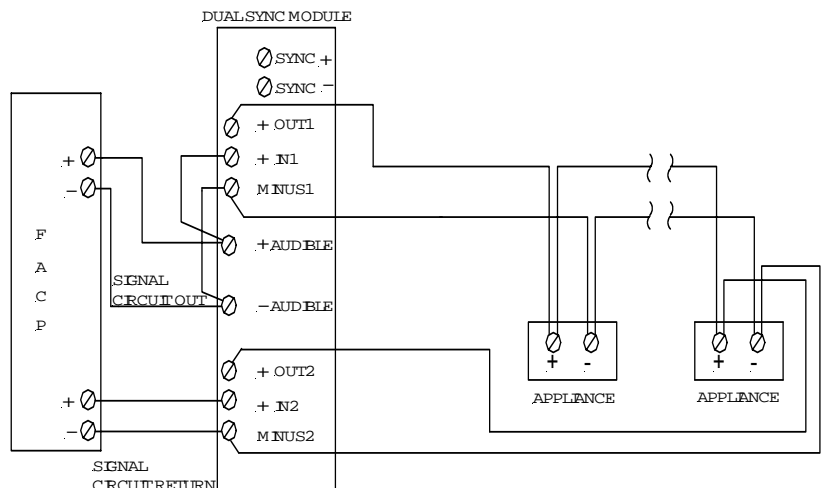 DUAL SYNC MODULE
SYNC +
SYNC -
+ OUT1
+ IN1
MINUS1
+ AUDIBLE
- AUDIBLE
+ OUT2
+ IN2
MINUS2
+
-
F
A
C
P
+
-
SIGNAL
CIRCUIT OUT
SIGNAL
CIRCUIT RETURN
+ -
APPLIANCE
+ -
APPLIANCE